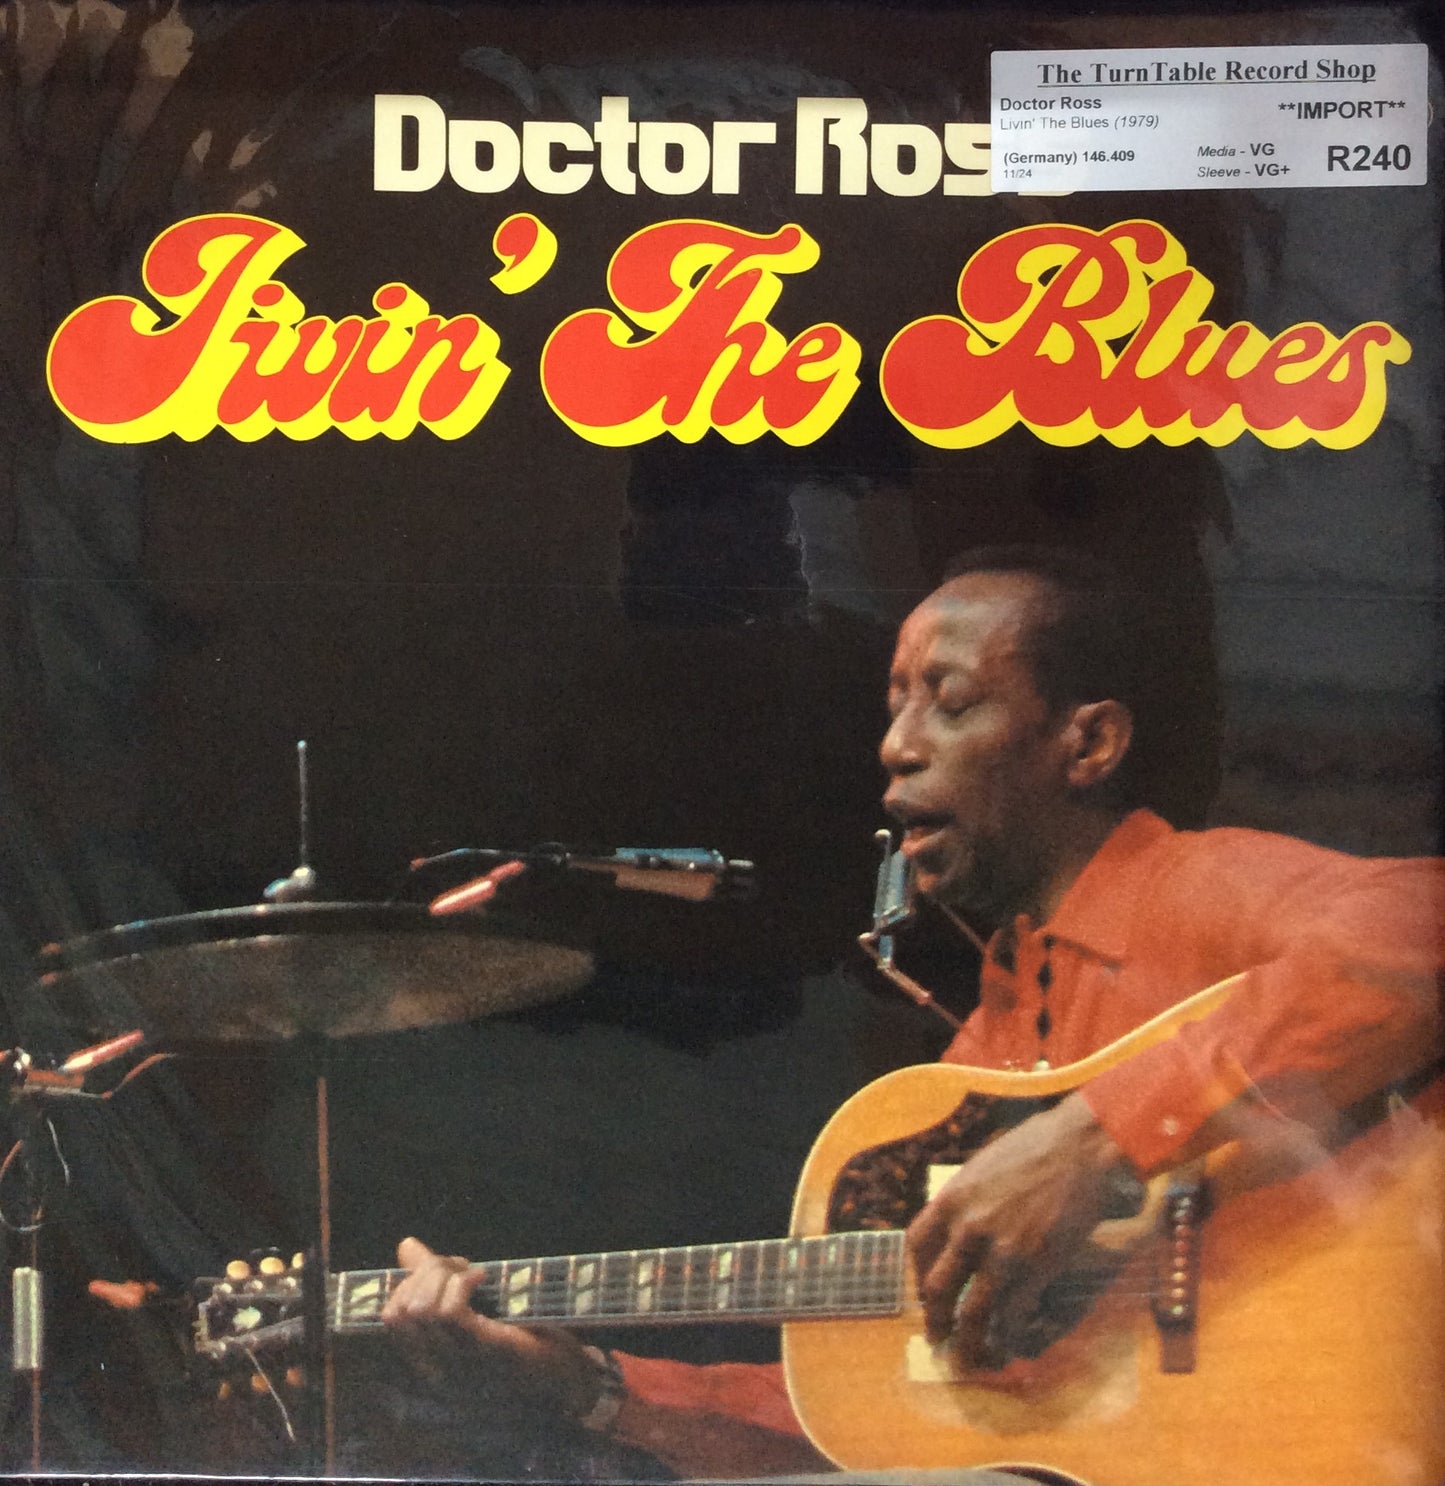 Doctor Ross
Livin' The Blues
The TurnTable Record Shop
Doctor Ross
**IMPORT**
Livin' The Blues (1979)
(Germany) 146.409
11/24
Media - VG
Sleeve - VG+
R240